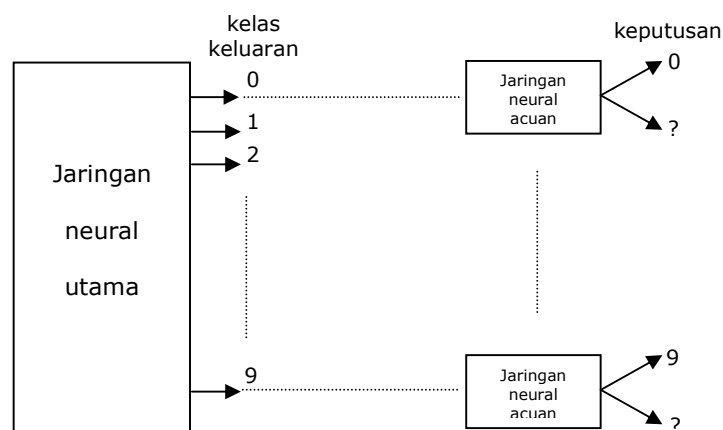 kelas
keluaran
keputusan
0
1
2
9
Jaringan
neural
utama
Jaringan
neural
acuan
0
?
Jaringan
neural
acuan
9
?